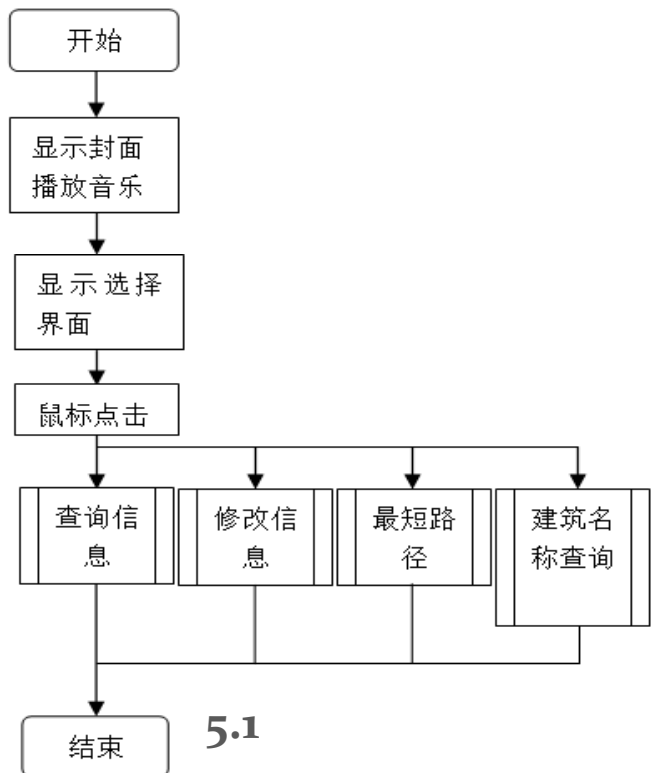 开始
显示封面
播放音乐
显示选择
界面
鼠标点击
查询信
息
修改信
息
最短路
径
建筑名
称查询
结束
5.1